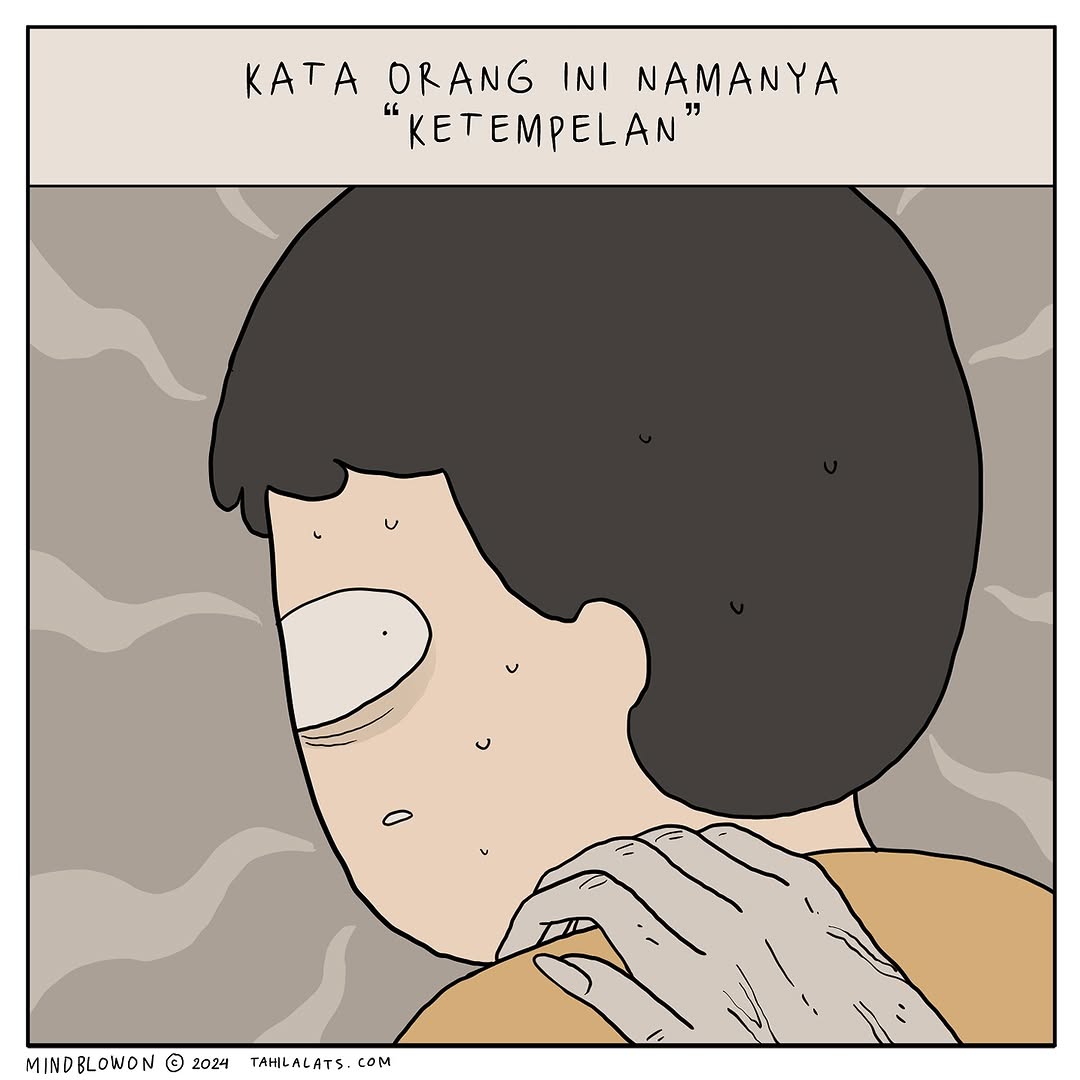 KATA ORANG INI NAMANYA
“KETEMPELAN”
MINDBLOWON © 2024 TAHILALATS.COM